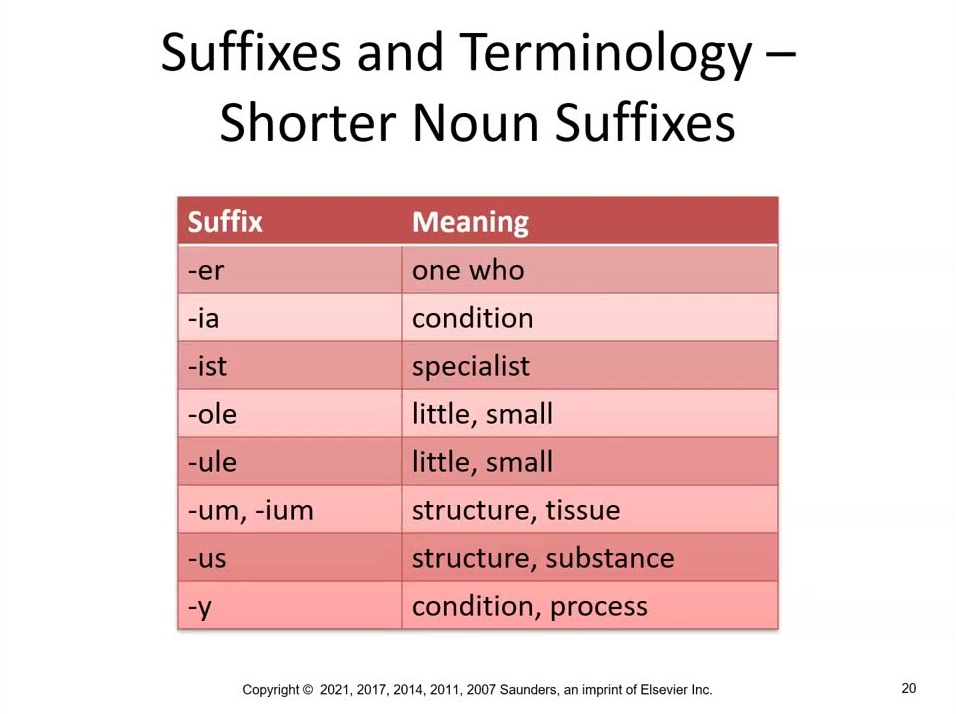 Suffixes and Terminology –
Shorter Noun Suffixes
Suffix Meaning
-er one who
-ia condition
-ist specialist
-ole little, small
-ule little, small
-um, -ium structure, tissue
-us structure, substance
-y condition, process
Copyright © 2021, 2017, 2014, 2011, 2007 Saunders, an imprint of Elsevier Inc. 20